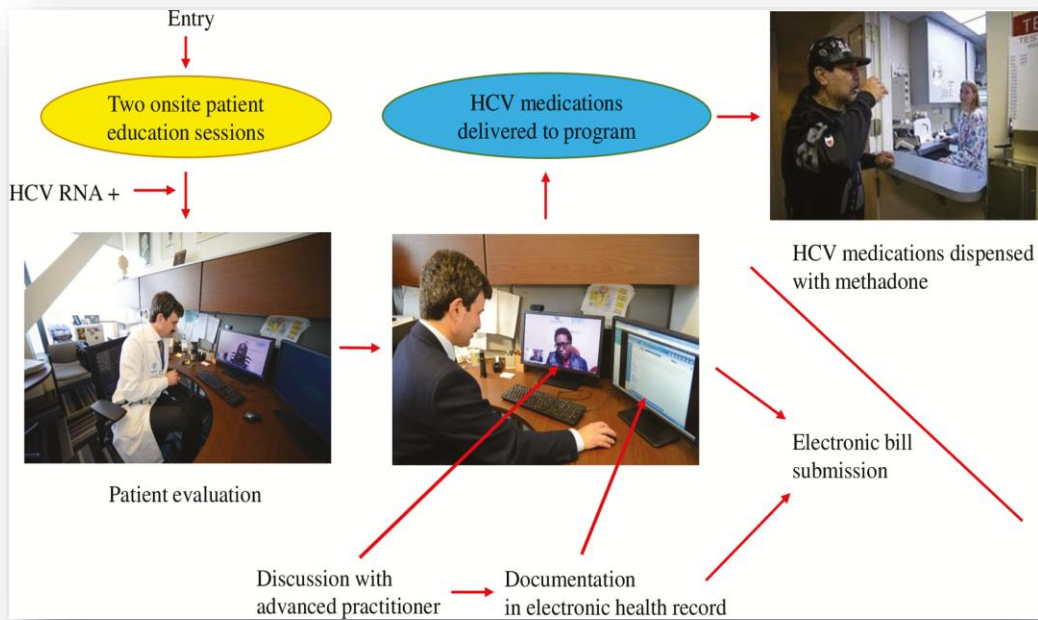 Entry
Two onsite patient
education sessions
HCV RNA +
Patient evaluation
HCV medications
delivered to program
HCV medications dispensed
with methadone
Electronic bill
submission
Discussion with
advanced practitioner
Documentation
in electronic health record